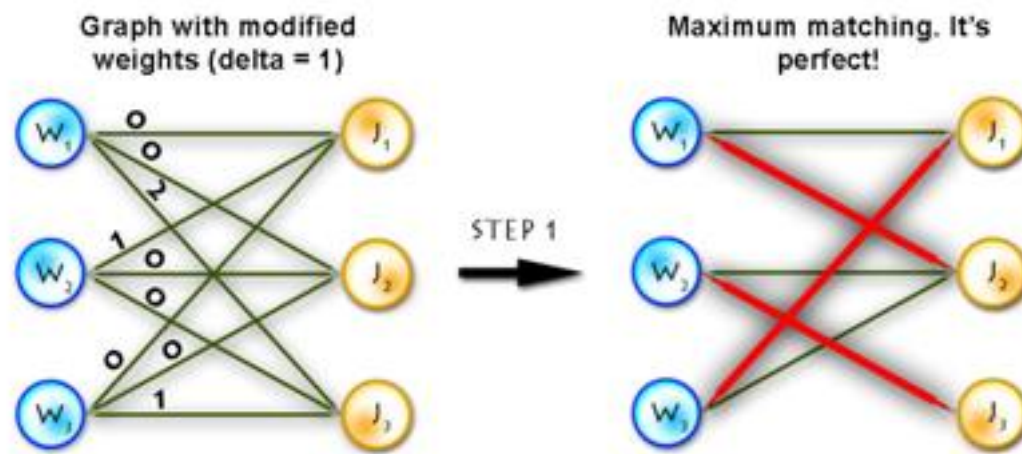 Graph with modified
weights (delta = 1)
Maximum matching. It's
perfect!
W1
0
0
2
J1
W1
J1
STEP 1
W2
1
0
0
J2
W2
J2
W3
0
0
1
J3
W3
J3